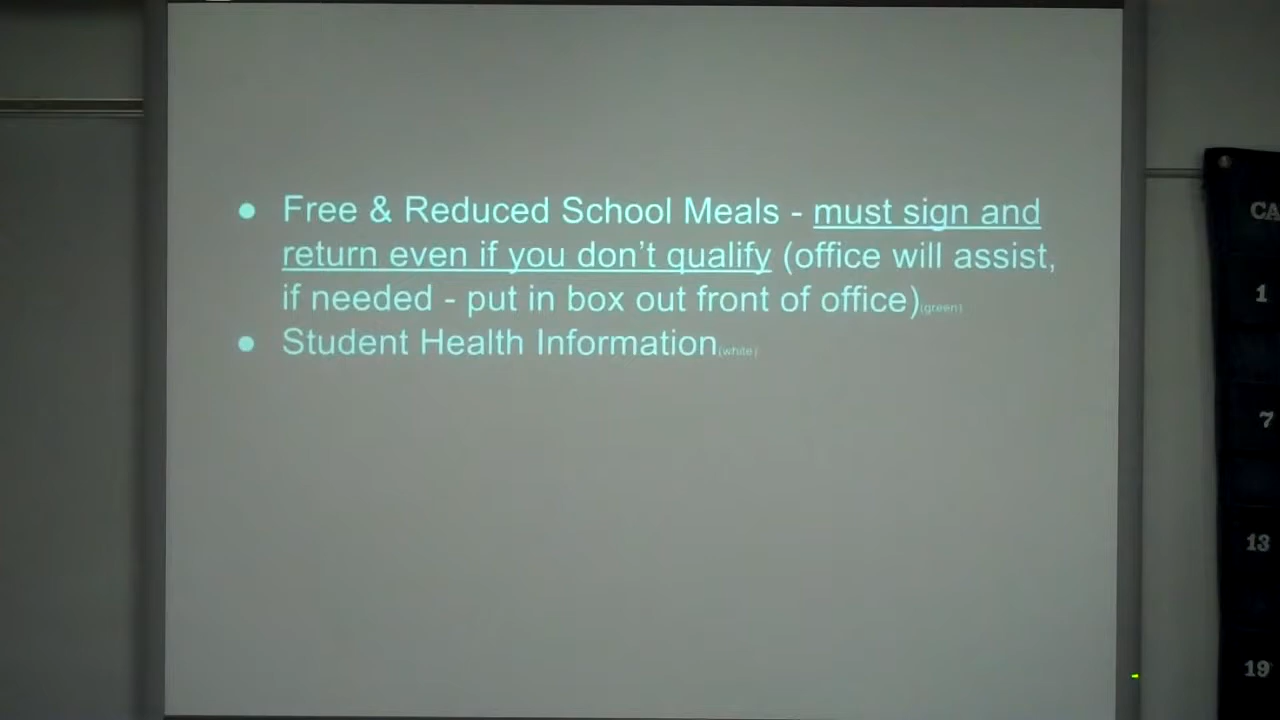 ● Free & Reduced School Meals - must sign and
return even if you don't qualify (office will assist,
if needed - put in box out front of office)(green)
● Student Health Information(white)
CA
1
7
13
19